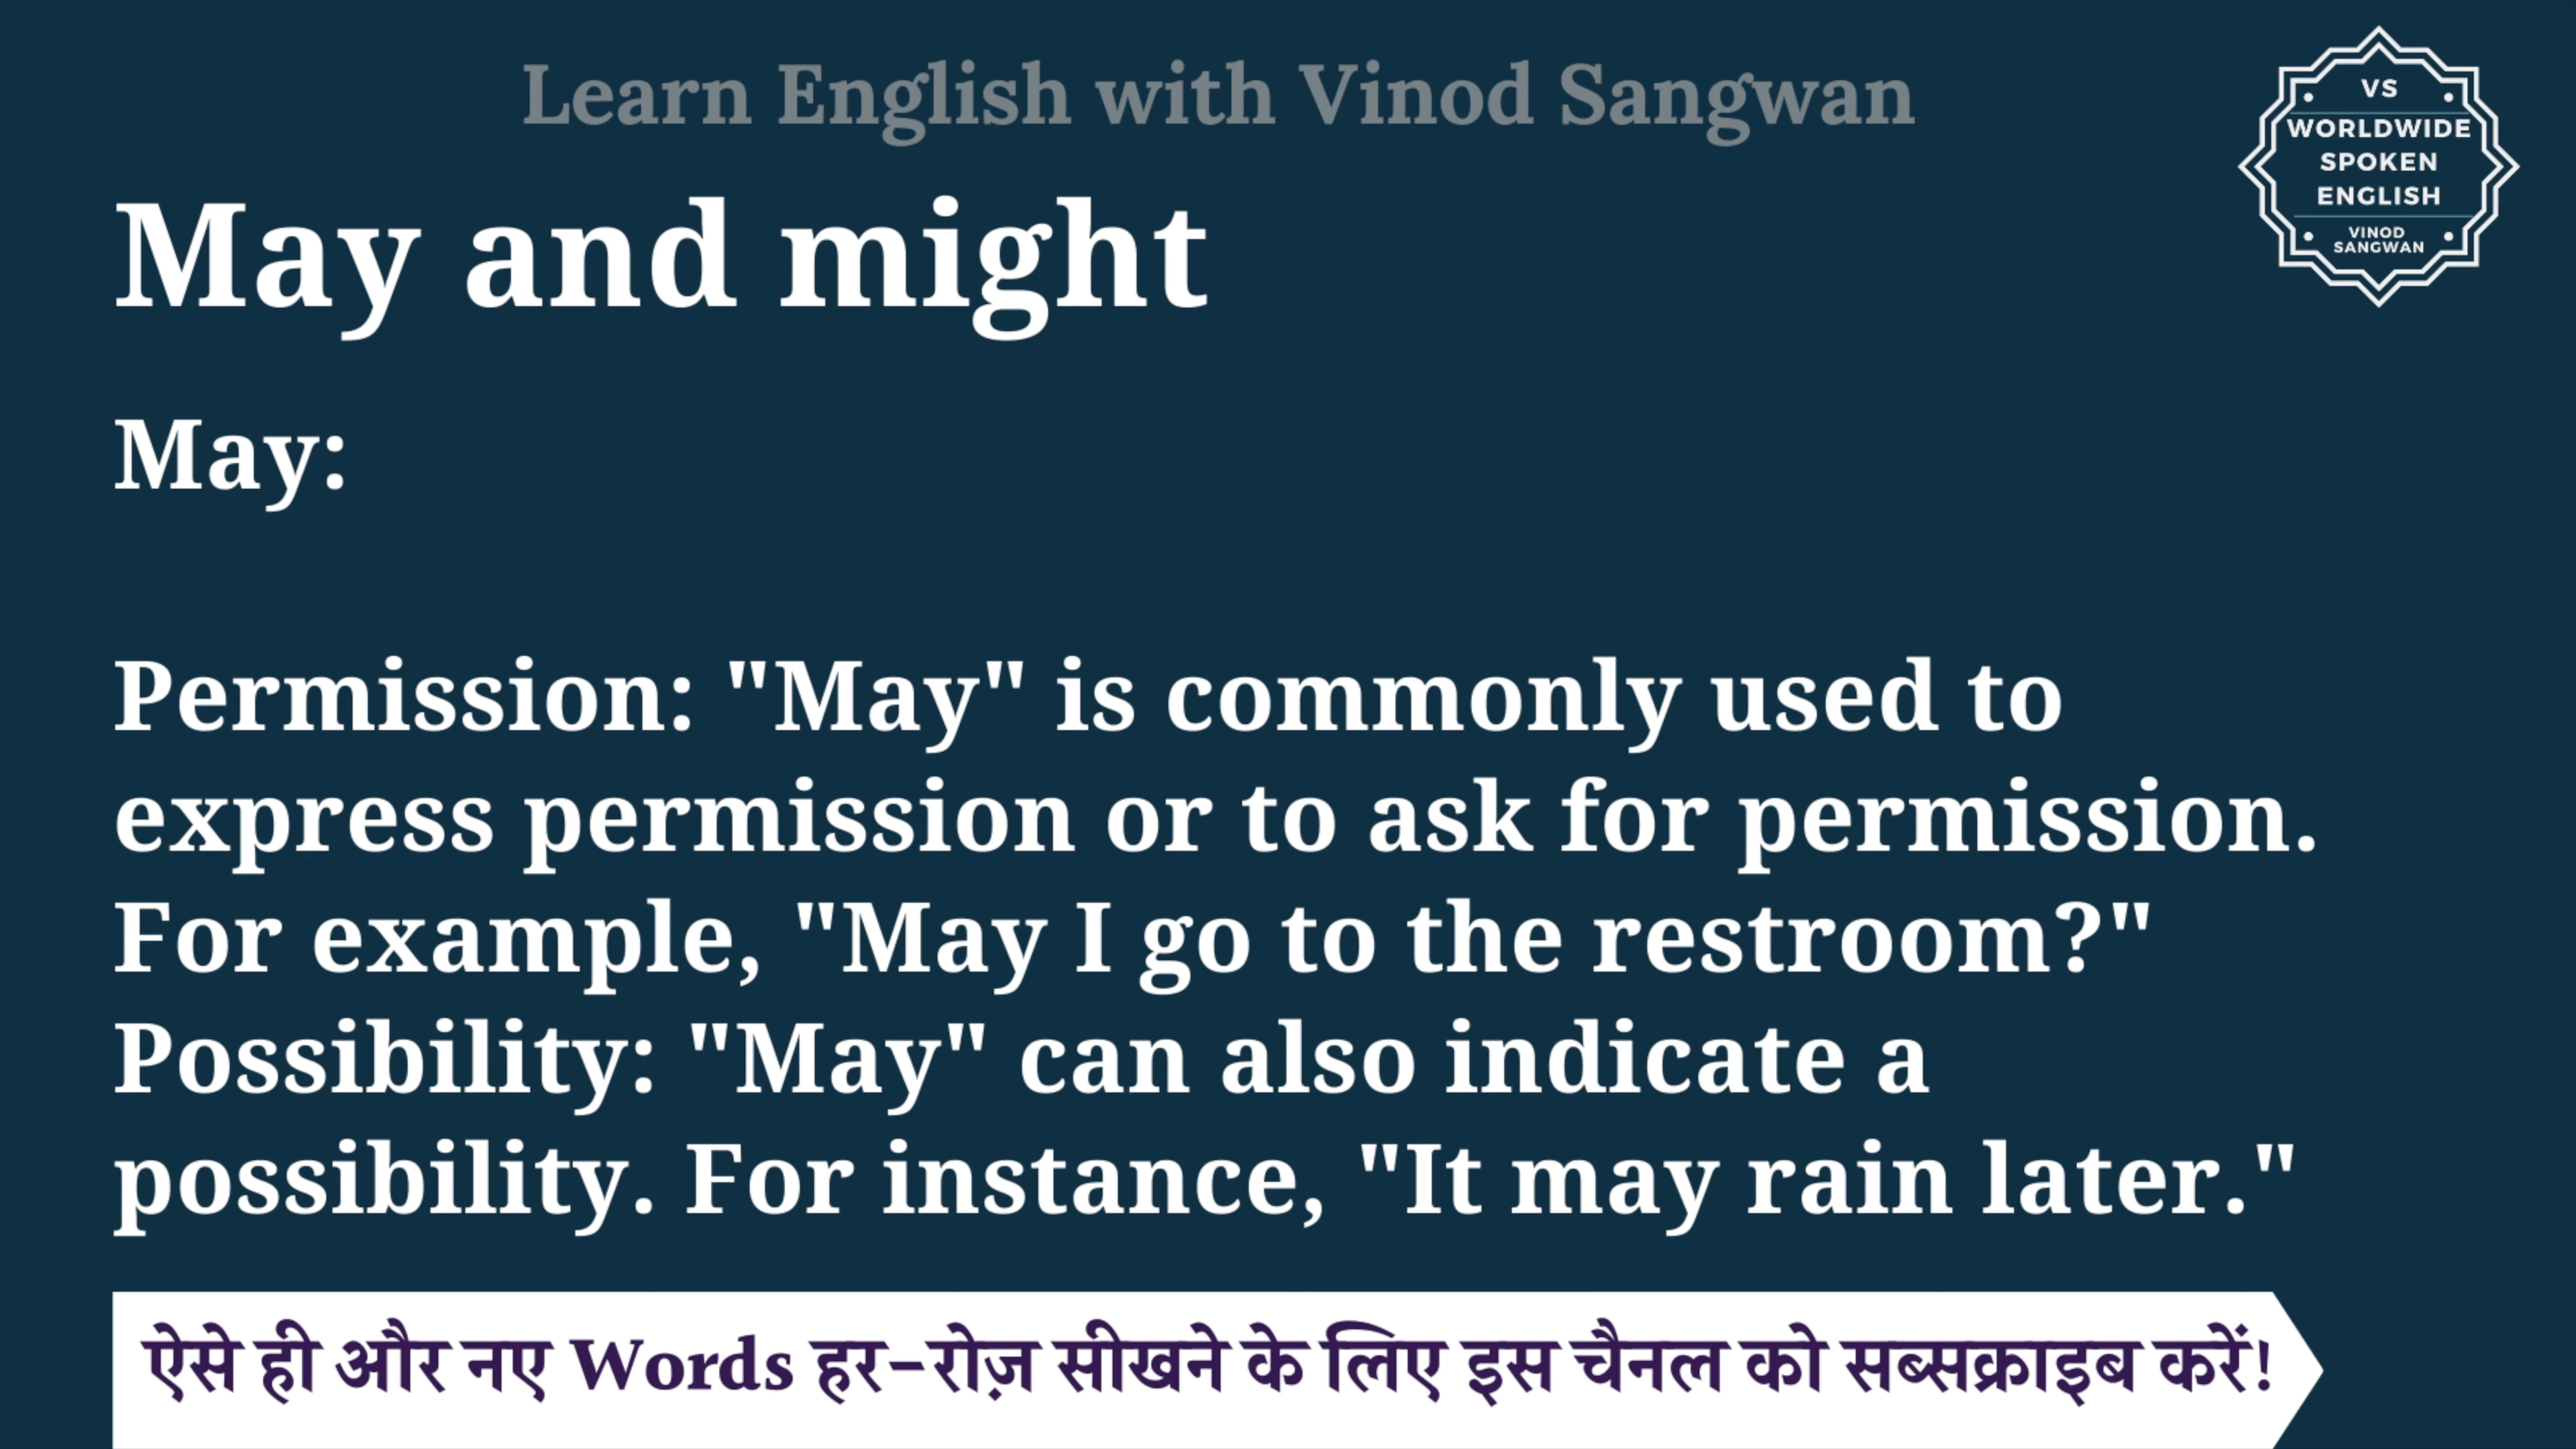 Learn English with Vinod Sangwan
VS
WORLDWIDE
SPOKEN
ENGLISH
VINOD
SANGWAN
May and might
May:
Permission: "May" is commonly used to
express permission or to ask for permission.
For example, "May I go to the restroom?"
Possibility: "May" can also indicate a
possibility. For instance, "It may rain later."
ऐसे ही और नए Words हर-रोज़ सीखने के लिए इस चैनल को सब्सक्राइब करें!